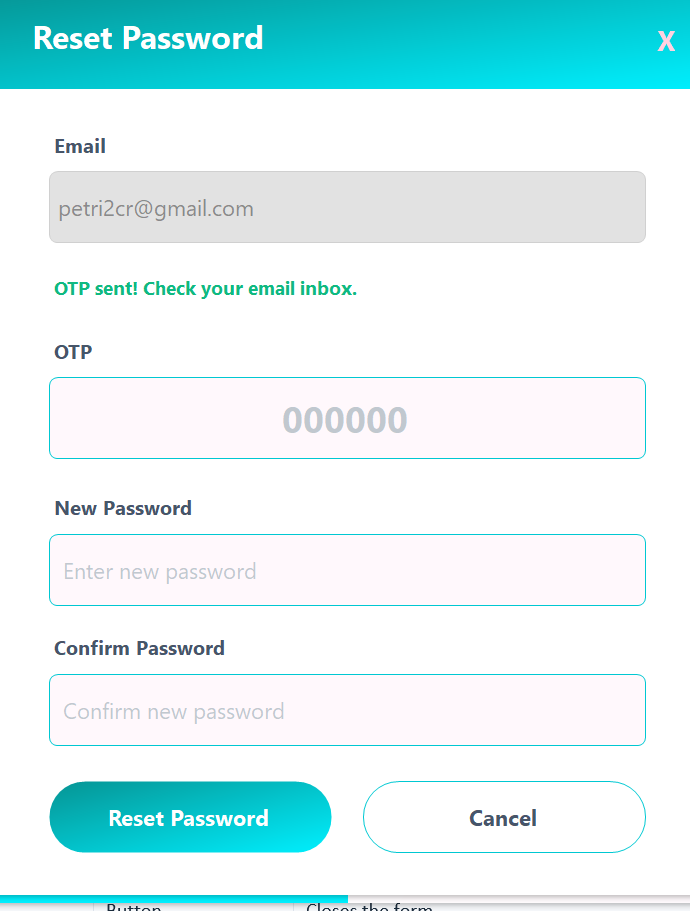 Reset Password
X
Email
petri2cr@gmail.com
OTP sent! Check your email inbox.
OTP
000000
New Password
Enter new password
Confirm Password
Confirm new password
Reset Password
Cancel
Button
Closes the form